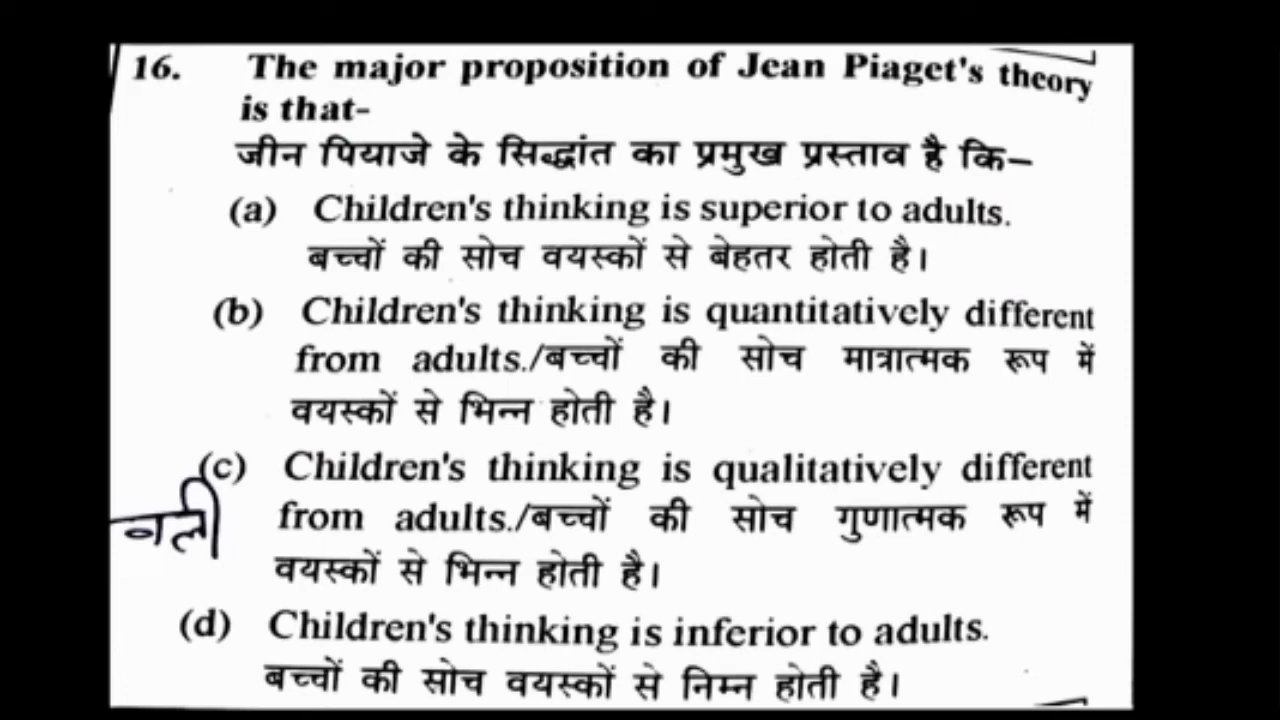 16. The major proposition of Jean Piaget's theory
is that-
जीन पियाजे के सिद्धांत का प्रमुख प्रस्ताव है कि–
(a) Children's thinking is superior to adults.
बच्चों की सोच वयस्कों से बेहतर होती है।
(b) Children's thinking is quantitatively different
from adults./बच्चों की सोच मात्रात्मक रूप में
वयस्कों से भिन्न होती है।
(c) Children's thinking is qualitatively different
from adults./बच्चों की सोच गुणात्मक रूप में
वयस्कों से भिन्न होती है।
(d) Children's thinking is inferior to adults.
बच्चों की सोच वयस्कों से निम्न होती है।